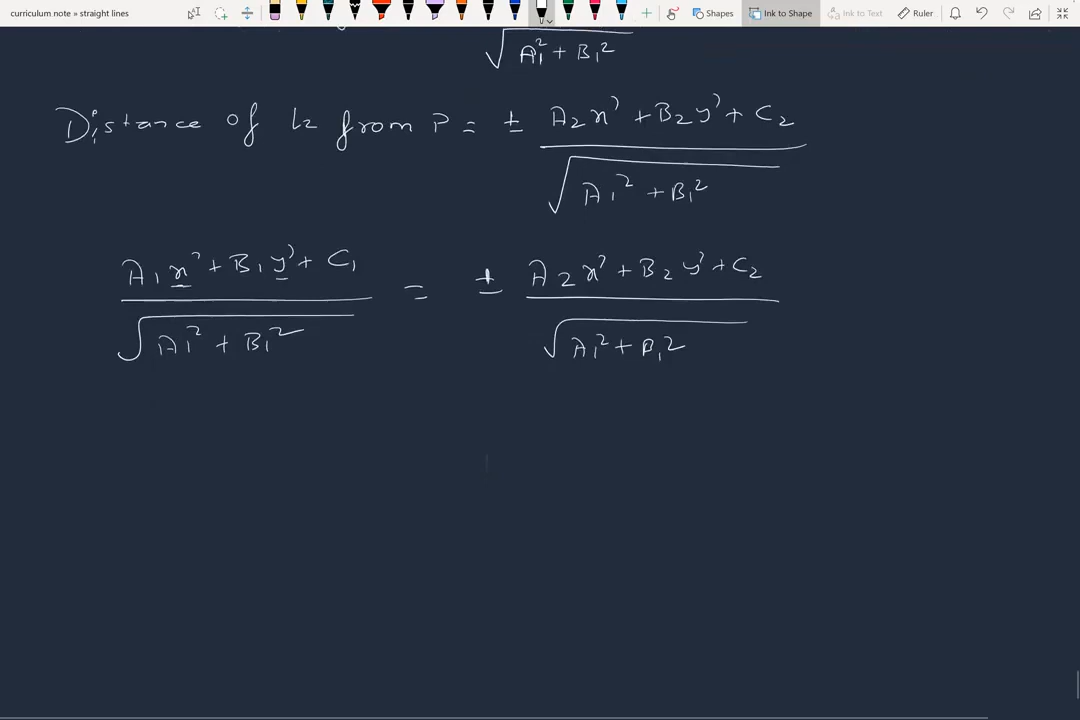 curriculum.note » straight lines
Shapes
Ink to Shape
Ink to Text
Ruler
√(A₁² + B₁²)
Distance of l₂ from P = ± (A₂x' + B₂y' + C₂) / √(A₁² + B₁²)
(A₁x' + B₁y' + C₁) / √(A₁² + B₁²) = ± (A₂x' + B₂y' + C₂) / √(A₁² + B₁²)